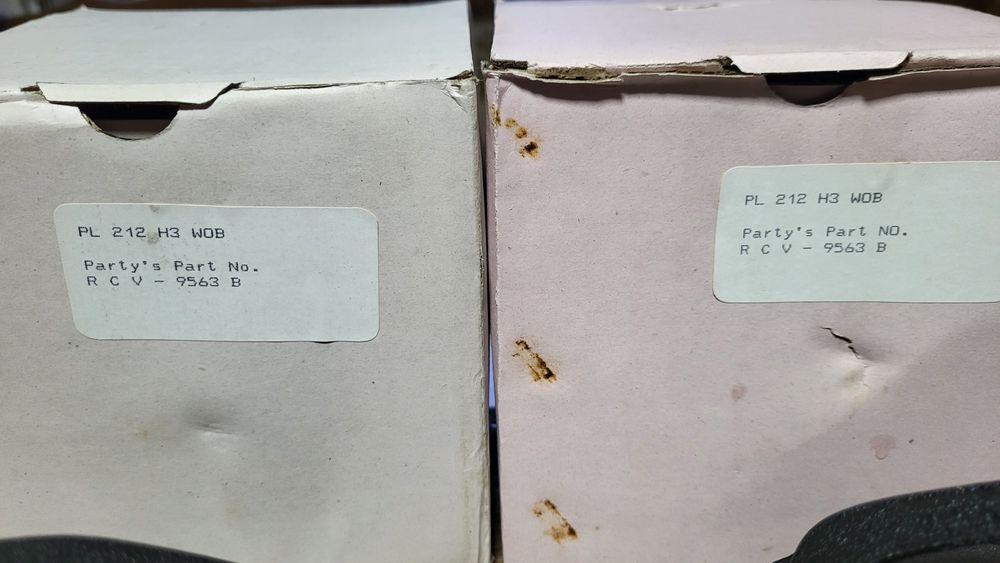 PL 212 H3 WOB
Party's Part No.
R C V - 9563 B
PL 212 H3 WOB
Party's Part NO.
R C V - 9563 B